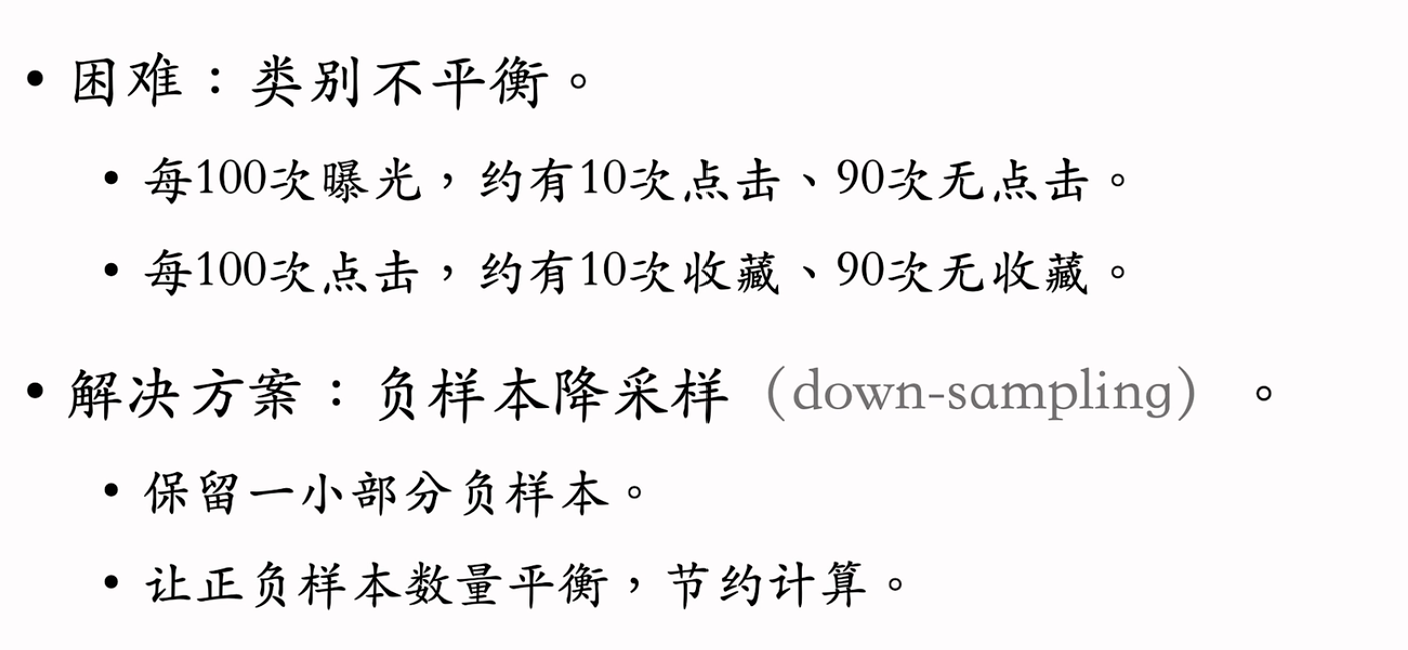 • 困难：类别不平衡。
• 每100次曝光，约有10次点击、90次无点击。
• 每100次点击，约有10次收藏、90次无收藏。
• 解决方案：负样本降采样（down-sampling）。
• 保留一小部分负样本。
• 让正负样本数量平衡，节约计算。